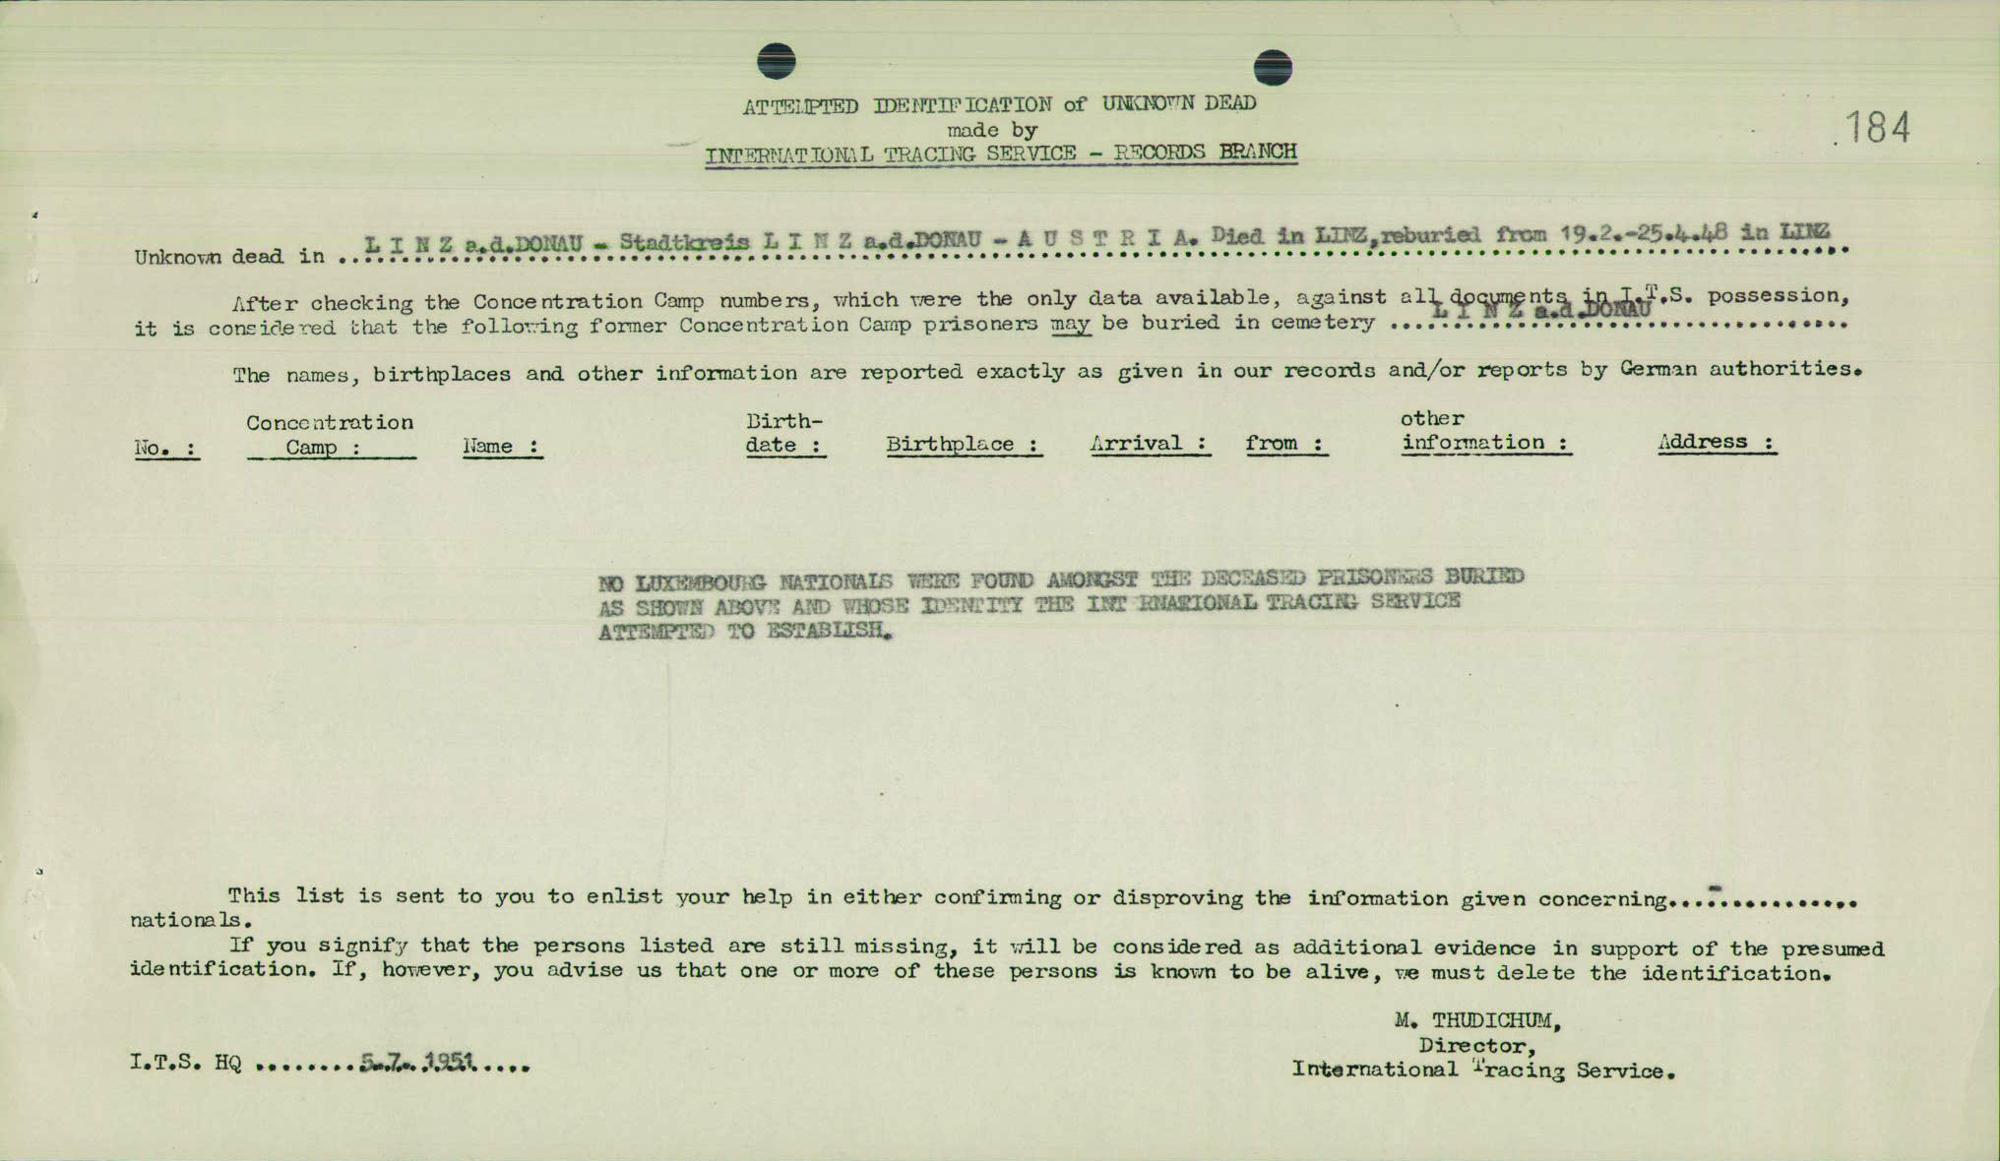 ATTEMPTED IDENTIFICATION of UNKNOWN DEAD
made by
INTERNATIONAL TRACING SERVICE - RECORDS BRANCH
184
Unknown dead in .. L I N Z a.d.DONAU - Stadtkreis L I N Z a.d.DONAU - A U S T R I A. Died in LINZ,reburied from 19.2.-25.4.48 in LINZ
After checking the Concentration Camp numbers, which were the only data available, against all documents in I.T.S. possession,
it is considered that the following former Concentration Camp prisoners may be buried in cemetery ... L I N Z a.d.DONAU ...
The names, birthplaces and other information are reported exactly as given in our records and/or reports by German authorities.
No. : Concentration Camp : Name : Birth-date : Birthplace : Arrival : from : other information : Address :
NO LUXEMBOURG NATIONALS WERE FOUND AMONGST THE DECEASED PRISONERS BURIED
AS SHOWN ABOVE AND WHOSE IDENTITY THE INT RNATIONAL TRACING SERVICE
ATTEMPTED TO ESTABLISH.
This list is sent to you to enlist your help in either confirming or disproving the information given concerning....-..............
nationals.
If you signify that the persons listed are still missing, it will be considered as additional evidence in support of the presumed
identification. If, however, you advise us that one or more of these persons is known to be alive, we must delete the identification.
M. THUDICHUM,
Director,
International Tracing Service.
I.T.S. HQ ........5.7. 1951.....